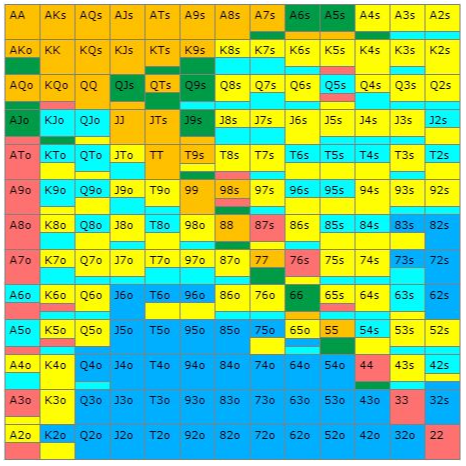 AA AKs AQs AJs ATs A9s A8s A7s A6s A5s A4s A3s A2s
AKo KK KQs KJs KTs K9s K8s K7s K6s K5s K4s K3s K2s
AQo KQo QQ QJs QTs Q9s Q8s Q7s Q6s Q5s Q4s Q3s Q2s
AJo KJo QJo JJ JTs J9s J8s J7s J6s J5s J4s J3s J2s
ATo KTo QTo JTo TT T9s T8s T7s T6s T5s T4s T3s T2s
A9o K9o Q9o J9o T9o 99 98s 97s 96s 95s 94s 93s 92s
A8o K8o Q8o J8o T8o 98o 88 87s 86s 85s 84s 83s 82s
A7o K7o Q7o J7o T7o 97o 87o 77 76s 75s 74s 73s 72s
A6o K6o Q6o J6o T6o 96o 86o 76o 66 65s 64s 63s 62s
A5o K5o Q5o J5o T5o 95o 85o 75o 65o 55 54s 53s 52s
A4o K4o Q4o J4o T4o 94o 84o 74o 64o 54o 44 43s 42s
A3o K3o Q3o J3o T3o 93o 83o 73o 63o 53o 43o 33 32s
A2o K2o Q2o J2o T2o 92o 82o 72o 62o 52o 42o 32o 22